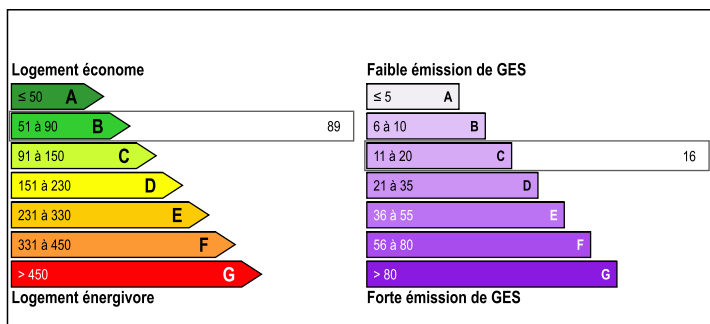 Logement économe
≤ 50 A
51 à 90 B 89
91 à 150 C
151 à 230 D
231 à 330 E
331 à 450 F
> 450 G
Logement énergivore
Faible émission de GES
≤ 5 A
6 à 10 B
11 à 20 C 16
21 à 35 D
36 à 55 E
56 à 80 F
> 80 G
Forte émission de GES